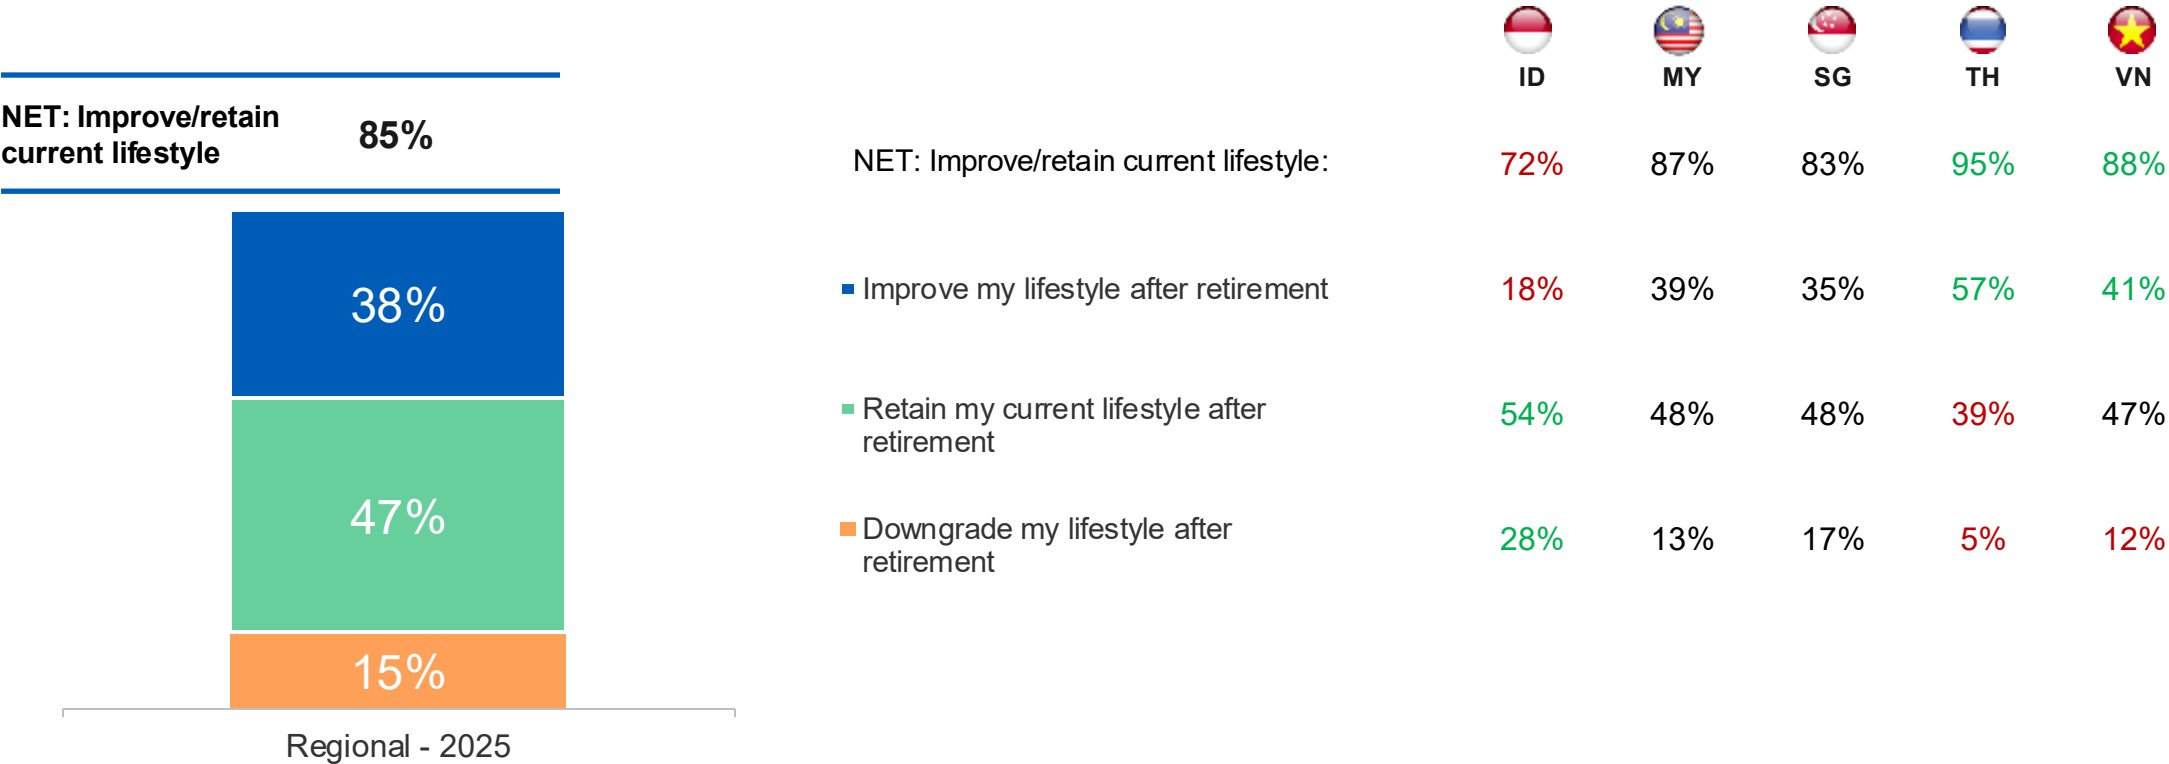 ID MY SG TH VN
NET: Improve/retain
current lifestyle
85%
NET: Improve/retain current lifestyle: 72% 87% 83% 95% 88%
38%
Improve my lifestyle after retirement 18% 39% 35% 57% 41%
47%
Retain my current lifestyle after
retirement
54% 48% 48% 39% 47%
15%
Downgrade my lifestyle after
retirement
28% 13% 17% 5% 12%
Regional - 2025